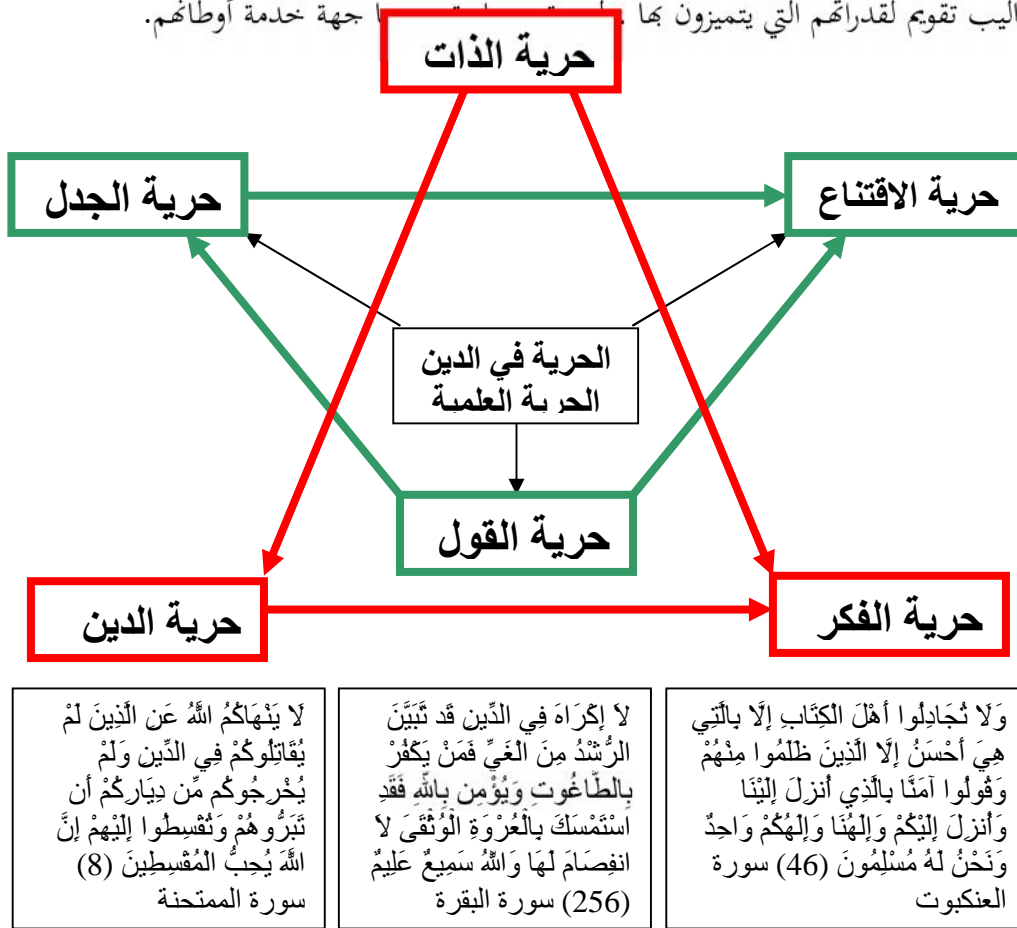 اليب تقويم لقدراتهم التي يتميزون بها جهة خدمة أوطانهم.
حرية الذات
حرية الاقتناع
حرية الجدل
الحرية في الدين
الحرية العلمية
حرية القول
حرية الفكر
حرية الدين
وَلَا تُجَادِلُوا أَهْلَ الْكِتَابِ إِلَّا بِالَّتِي
هِيَ أَحْسَنُ إِلَّا الَّذِينَ ظَلَمُوا مِنْهُمْ
وَقُولُوا آمَنَّا بِالَّذِي أُنزِلَ إِلَيْنَا
وَأُنزِلَ إِلَيْكُمْ وَإِلَهُنَا وَإِلَهُكُمْ وَاحِدٌ
وَنَحْنُ لَهُ مُسْلِمُونَ (46) سورة
العنكبوت
لاَ إِكْرَاهَ فِي الدِّينِ قَد تَّبَيَّنَ
الرُّشْدُ مِنَ الْغَيِّ فَمَنْ يَكْفُرْ
بِالطَّاغُوتِ وَيُؤْمِن بِاللّهِ فَقَدِ
اسْتَمْسَكَ بِالْعُرْوَةِ الْوُثْقَىَ لاَ
انفِصَامَ لَهَا وَاللّهُ سَمِيعٌ عَلِيمٌ
(256) سورة البقرة
لَا يَنْهَاكُمُ اللَّهُ عَنِ الَّذِينَ لَمْ
يُقَاتِلُوكُمْ فِي الدِّينِ وَلَمْ
يُخْرِجُوكُم مِّن دِيَارِكُمْ أَن
تَبَرُّوهُمْ وَتُقْسِطُوا إِلَيْهِمْ إِنَّ
اللَّهَ يُحِبُّ الْمُقْسِطِينَ (8)
سورة الممتحنة